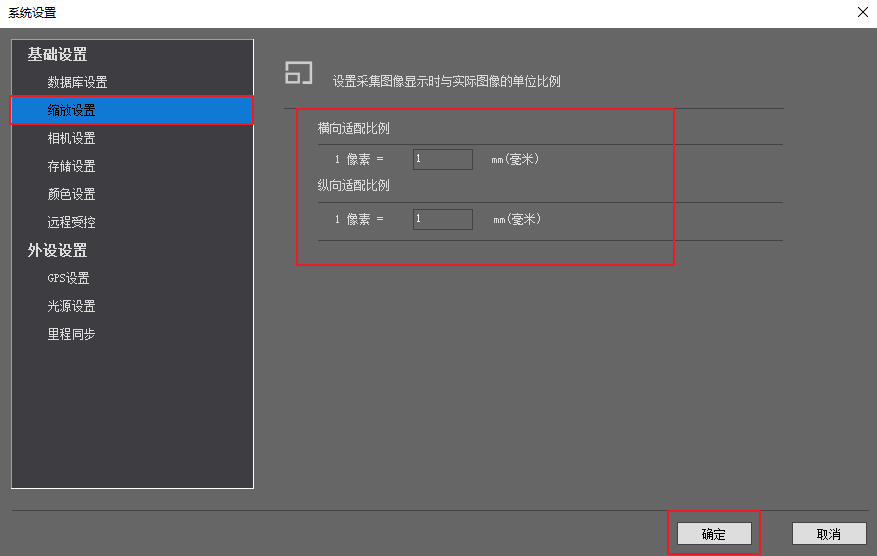 系统设置
基础设置
数据库设置
缩放设置
相机设置
存储设置
颜色设置
远程受控
外设设置
GPS设置
光源设置
里程同步
设置采集图像显示时与实际图像的单位比例
横向适配比例
1 像素 = 1 mm(毫米)
纵向适配比例
1 像素 = 1 mm(毫米)
确定 取消